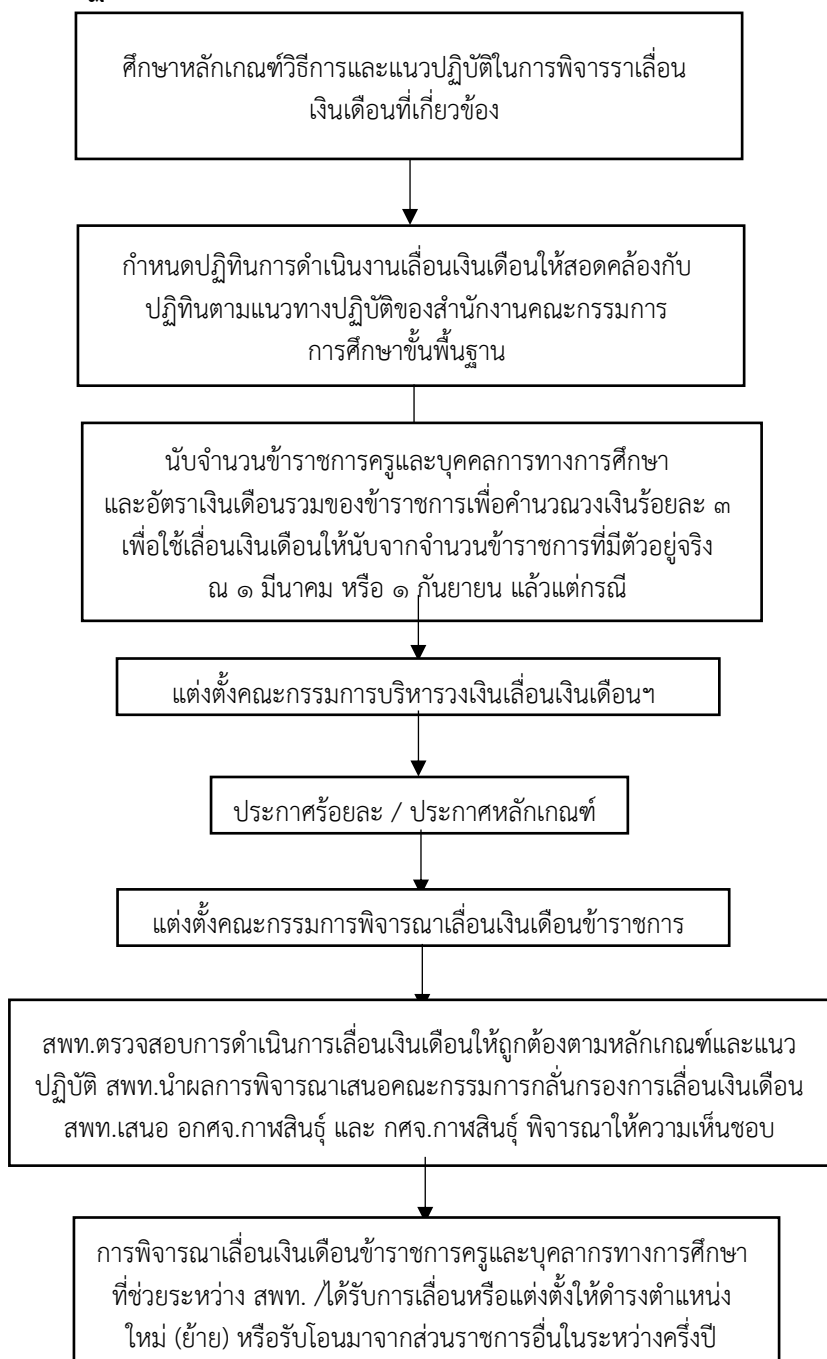 ศึกษาหลักเกณฑ์วิธีการและแนวปฏิบัติในการพิจารราเลื่อน
เงินเดือนที่เกี่ยวข้อง
กำหนดปฏิทินการดำเนินงานเลื่อนเงินเดือนให้สอดคล้องกับ
ปฏิทินตามแนวทางปฏิบัติของสำนักงานคณะกรรมการ
การศึกษาขั้นพื้นฐาน
นับจำนวนข้าราชการครูและบุคคลการทางการศึกษา
และอัตราเงินเดือนรวมของข้าราชการเพื่อคำนวณวงเงินร้อยละ ๓
เพื่อใช้เลื่อนเงินเดือนให้นับจากจำนวนข้าราชการที่มีตัวอยู่จริง
ณ ๑ มีนาคม หรือ ๑ กันยายน แล้วแต่กรณี
แต่งตั้งคณะกรรมการบริหารวงเงินเลื่อนเงินเดือนฯ
ประกาศร้อยละ / ประกาศหลักเกณฑ์
แต่งตั้งคณะกรรมการพิจารณาเลื่อนเงินเดือนข้าราชการ
สพท.ตรวจสอบการดำเนินการเลื่อนเงินเดือนให้ถูกต้องตามหลักเกณฑ์และแนว
ปฏิบัติ สพท.นำผลการพิจารณาเสนอคณะกรรมการกลั่นกรองการเลื่อนเงินเดือน
สพท.เสนอ อกศจ.กาฬสินธุ์ และ กศจ.กาฬสินธุ์ พิจารณาให้ความเห็นชอบ
การพิจารณาเลื่อนเงินเดือนข้าราชการครูและบุคลากรทางการศึกษา
ที่ช่วยระหว่าง สพท. /ได้รับการเลื่อนหรือแต่งตั้งให้ดำรงตำแหน่ง
ใหม่ (ย้าย) หรือรับโอนมาจากส่วนราชการอื่นในระหว่างครึ่งปี